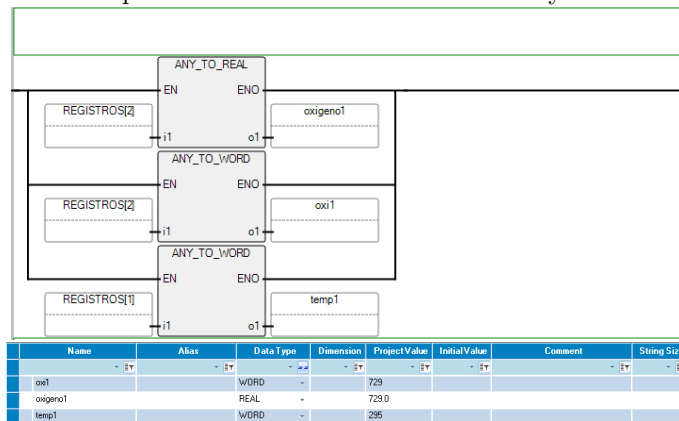 ANY_TO_REAL
EN ENO
REGISTROS[2] oxigeno1
i1 o1
ANY_TO_WORD
EN ENO
REGISTROS[2] oxi1
i1 o1
ANY_TO_WORD
EN ENO
REGISTROS[1] temp1
i1 o1
Name Alias Data Type Dimension Project Value Initial Value Comment String Siz
oxi1 WORD 729
oxigeno1 REAL 729.0
temp1 WORD 295